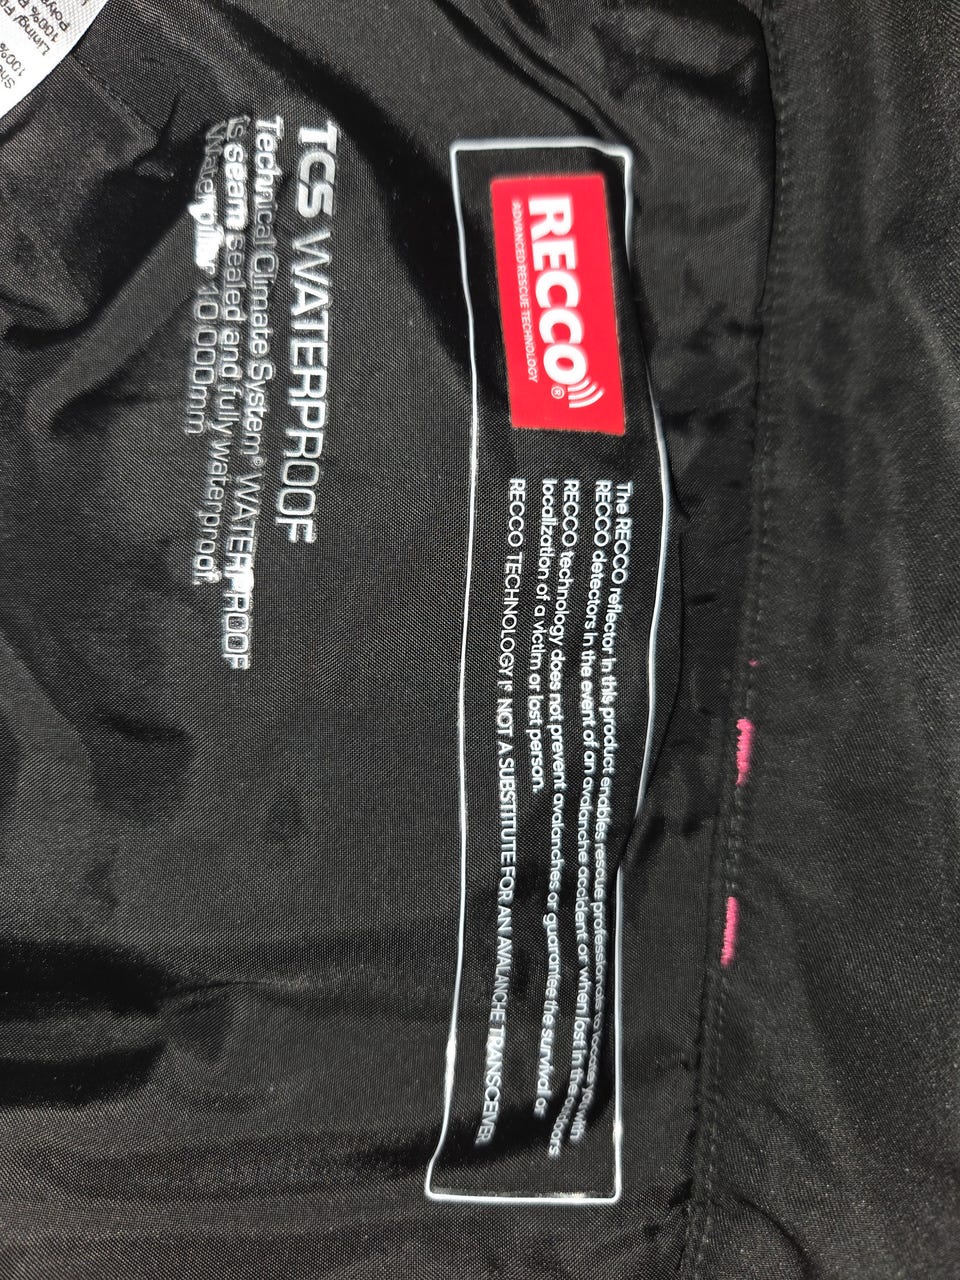 RECCO®
ADVANCED RESCUE TECHNOLOGY
The RECCO reflector in this product enables rescue professionals to locate you with
RECCO detectors in the event of an avalanche accident or when lost in the outdoors
RECCO technology does not prevent avalanches or guarantee the survival or
localization of a victim or lost person.
RECCO TECHNOLOGY IS NOT A SUBSTITUTE FOR AN AVALANCHE TRANSCEIVER
TCS WATERPROOF
Technical Climate System® WATERPROOF
is seam sealed and fully waterproof.
Waterpillar 10 000mm
100%
Lining/
100%